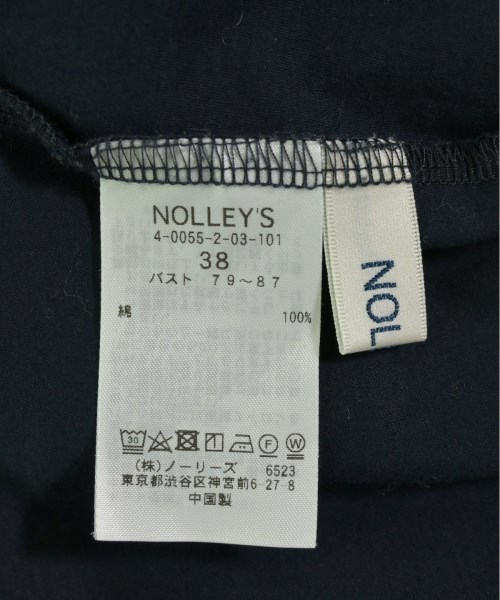 NOLLEY'S
4-0055-2-03-101
38
バスト 79～87
綿 100%
30
(株)ノーリーズ 6523
東京都渋谷区神宮前6-27-8
中国製
NOL